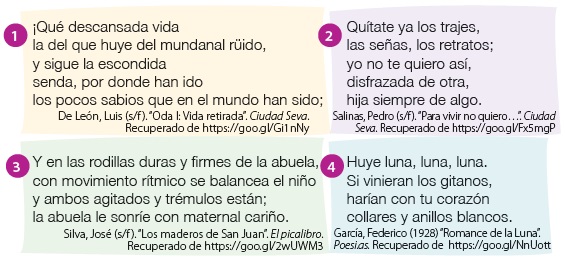 1
¡Qué descansada vida
la del que huye del mundanal rüido,
y sigue la escondida
senda, por donde han ido
los pocos sabios que en el mundo han sido;
De León, Luis (s/f). "Oda I: Vida retirada". Ciudad Seva.
Recuperado de https://goo.gl/Gi1nNy
2
Quítate ya los trajes,
las señas, los retratos;
yo no te quiero así,
disfrazada de otra,
hija siempre de algo.
Salinas, Pedro (s/f). "Para vivir no quiero…". Ciudad
Seva. Recuperado de https://goo.gl/Fx5mgP
3
Y en las rodillas duras y firmes de la abuela,
con movimiento rítmico se balancea el niño
y ambos agitados y trémulos están;
la abuela le sonríe con maternal cariño.
Silva, José (s/f). "Los maderos de San Juan". El picalibro.
Recuperado de https://goo.gl/2wUWM3
4
Huye luna, luna, luna.
Si vinieran los gitanos,
harían con tu corazón
collares y anillos blancos.
García, Federico (1928) "Romance de la Luna".
Poesias. Recuperado de https://goo.gl/NnUott